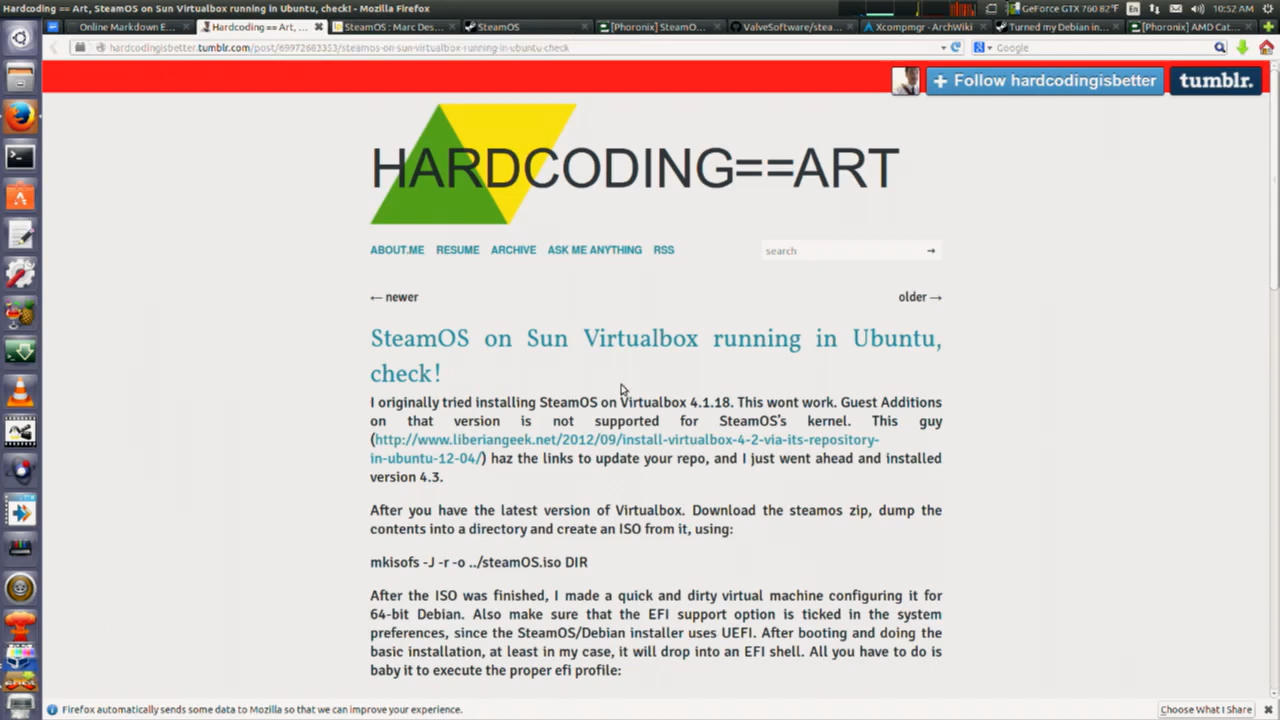 Hardcoding == Art, SteamOS on Sun Virtualbox running in Ubuntu, check! - Mozilla Firefox
GeForce GTX 760 82°F En 10:52 AM
Online Markdown E... Hardcoding == Art, ... SteamOS : Marc Des... SteamOS [Phoronix] SteamO... ValveSoftware/stea... Xcompmgr - ArchWiki Turned my Debian in... [Phoronix] AMD Cat...
hardcodingisbetter.tumblr.com/post/69972683353/steamos-on-sun-virtualbox-running-in-ubuntu-check Google
+ Follow hardcodingisbetter tumblr.
HARDCODING==ART
ABOUT.ME RESUME ARCHIVE ASK ME ANYTHING RSS search →
← newer older →
SteamOS on Sun Virtualbox running in Ubuntu,
check!
I originally tried installing SteamOS on Virtualbox 4.1.18. This wont work. Guest Additions
on that version is not supported for SteamOS's kernel. This guy
(http://www.liberiangeek.net/2012/09/install-virtualbox-4-2-via-its-repository-
in-ubuntu-12-04/) haz the links to update your repo, and I just went ahead and installed
version 4.3.
After you have the latest version of Virtualbox. Download the steamos zip, dump the
contents into a directory and create an ISO from it, using:
mkisofs -J -r -o ../steamOS.iso DIR
After the ISO was finished, I made a quick and dirty virtual machine configuring it for
64-bit Debian. Also make sure that the EFI support option is ticked in the system
preferences, since the SteamOS/Debian installer uses UEFI. After booting and doing the
basic installation, at least in my case, it will drop into an EFI shell. All you have to do is
baby it to execute the proper efi profile:
Firefox automatically sends some data to Mozilla so that we can improve your experience. Choose What I Share